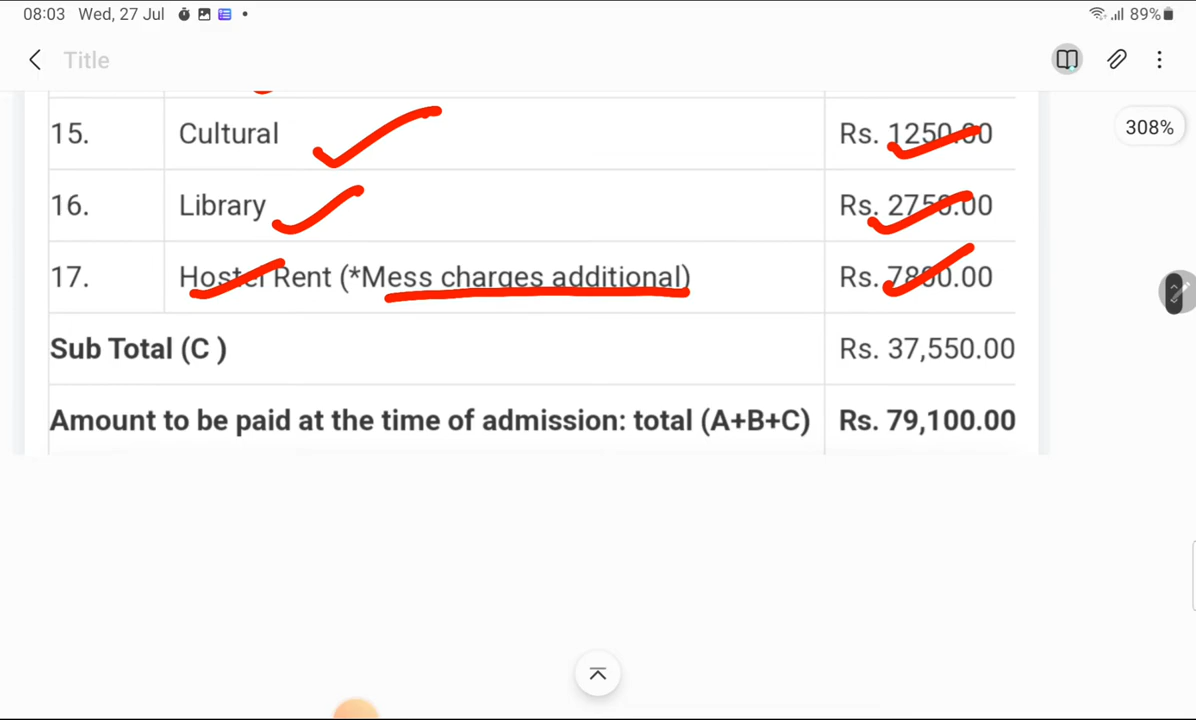 08:03 Wed, 27 Jul
89%
Title
308%
15. Cultural Rs. 1250.00
16. Library Rs. 2750.00
17. Hostel Rent (*Mess charges additional) Rs. 7800.00
Sub Total (C ) Rs. 37,550.00
Amount to be paid at the time of admission: total (A+B+C) Rs. 79,100.00